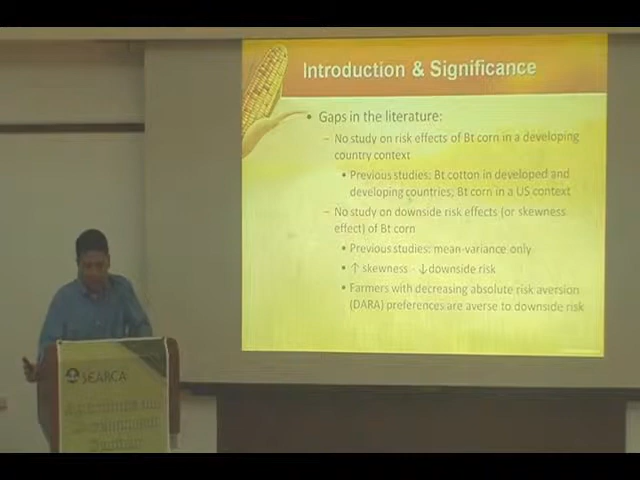 Introduction & Significance
• Gaps in the literature:
– No study on risk effects of Bt corn in a developing
country context
• Previous studies: Bt cotton in developed and
developing countries; Bt corn in a US context
– No study on downside risk effects (or skewness
effect) of Bt corn
• Previous studies: mean-variance only
• ↑ skewness - ↓ downside risk
• Farmers with decreasing absolute risk aversion
(DARA) preferences are averse to downside risk
SEARCA